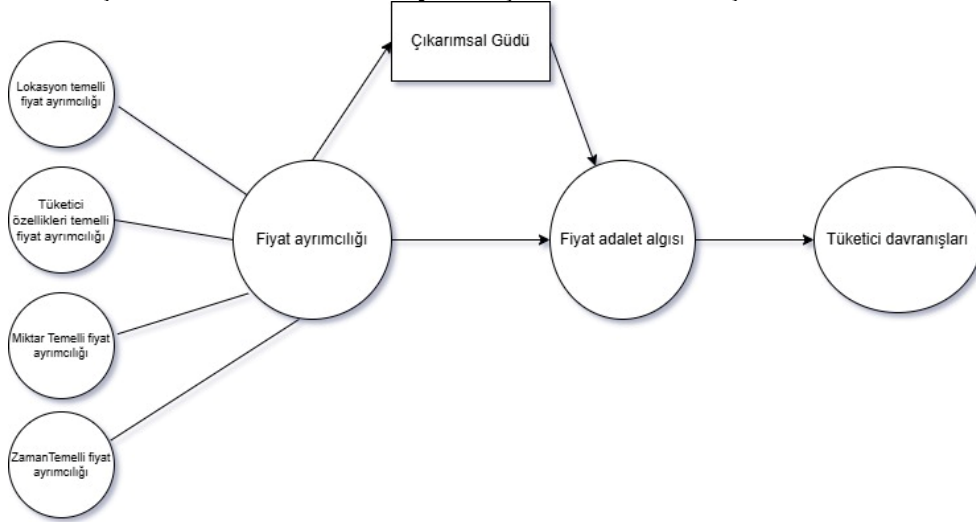 Çıkarımsal Güdü
Lokasyon temelli
fiyat ayrımcılığı
Tüketici
özellikleri temelli
fiyat ayrımcılığı
Fiyat ayrımcılığı
Fiyat adalet algısı
Tüketici davranışları
Miktar Temelli fiyat
ayrımcılığı
ZamanTemelli fiyat
ayrımcılığı